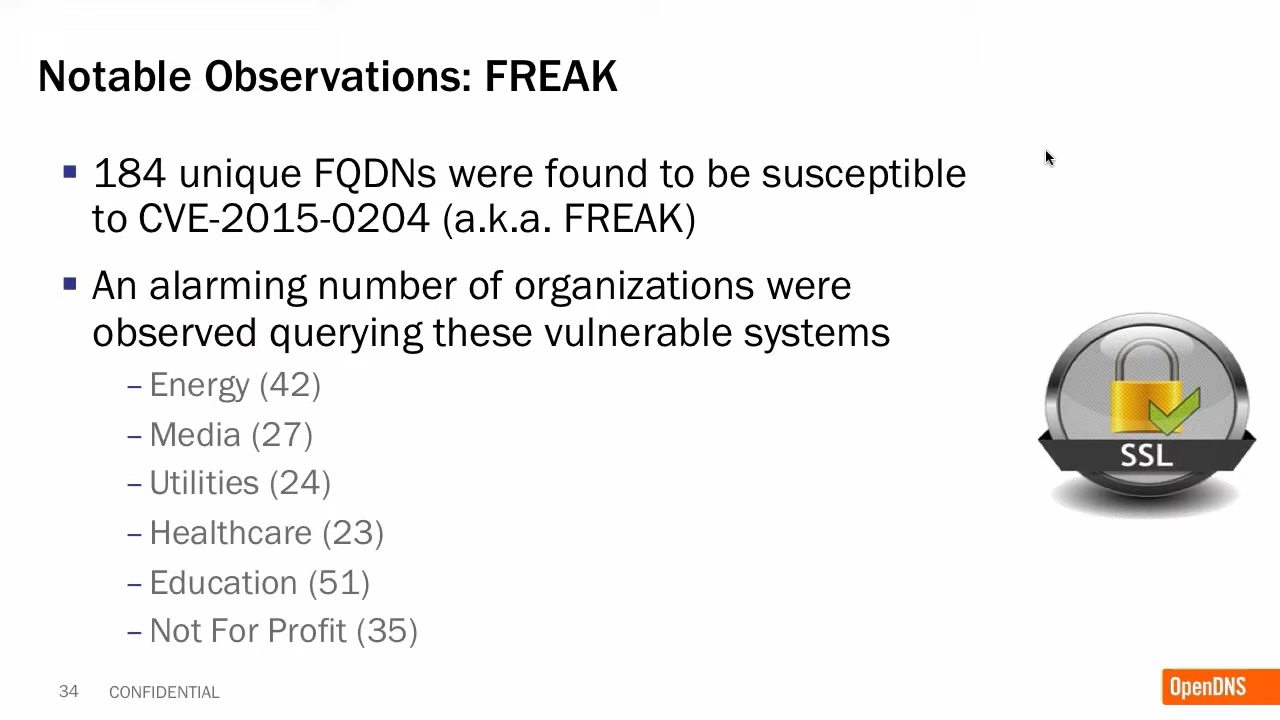 Notable Observations: FREAK
▪ 184 unique FQDNs were found to be susceptible
to CVE-2015-0204 (a.k.a. FREAK)
▪ An alarming number of organizations were
observed querying these vulnerable systems
– Energy (42)
– Media (27)
– Utilities (24)
– Healthcare (23)
– Education (51)
– Not For Profit (35)
SSL
34 CONFIDENTIAL
OpenDNS